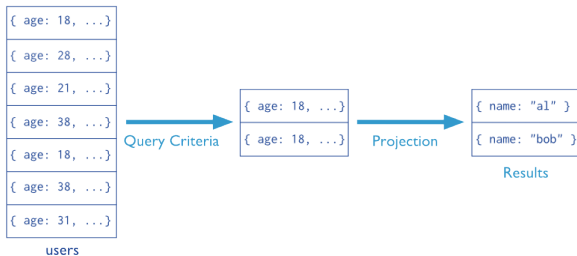 { age: 18, ...}
{ age: 28, ...}
{ age: 21, ...}
{ age: 38, ...}
{ age: 18, ...}
{ age: 38, ...}
{ age: 31, ...}
users
Query Criteria
{ age: 18, ...}
{ age: 18, ...}
Projection
{ name: "al" }
{ name: "bob" }
Results